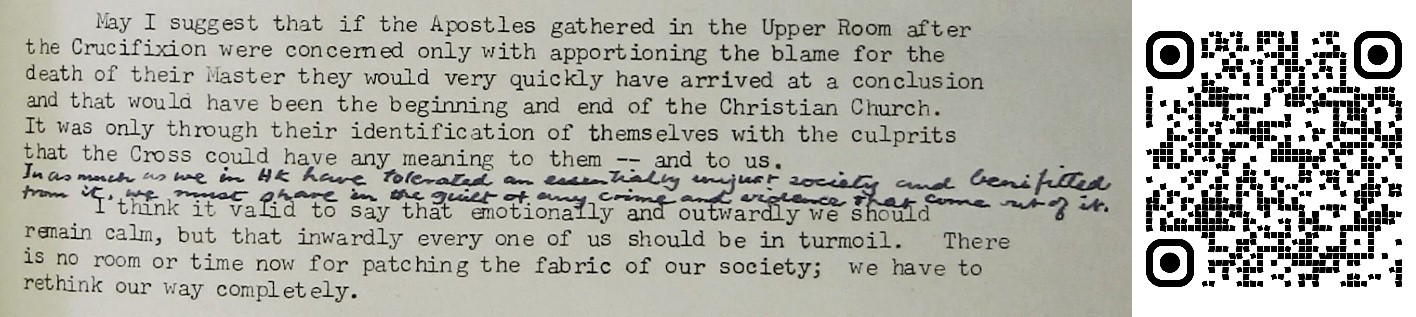 May I suggest that if the Apostles gathered in the Upper Room after
the Crucifixion were concerned only with apportioning the blame for the
death of their Master they would very quickly have arrived at a conclusion
and that would have been the beginning and end of the Christian Church.
It was only through their identification of themselves with the culprits
that the Cross could have any meaning to them -- and to us.
In as much as we in HK have tolerated an essentially unjust society and benifitted
from it, we must share in the guilt of any crime and violence that come out of it.
I think it valid to say that emotionally and outwardly we should
remain calm, but that inwardly every one of us should be in turmoil. There
is no room or time now for patching the fabric of our society; we have to
rethink our way completely.